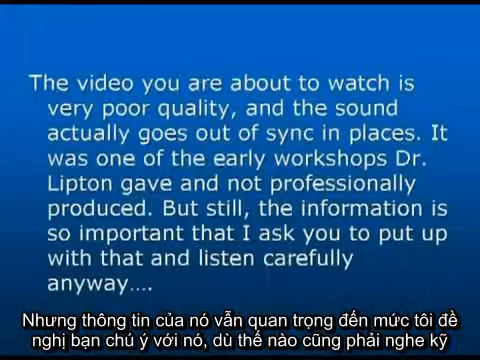 The video you are about to watch is
very poor quality, and the sound
actually goes out of sync in places. It
was one of the early workshops Dr.
Lipton gave and not professionally
produced. But still, the information is
so important that I ask you to put up
with that and listen carefully
anyway….
Nhưng thông tin của nó vẫn quan trọng đến mức tôi đề
nghị bạn chú ý với nó, dù thế nào cũng phải nghe kỹ